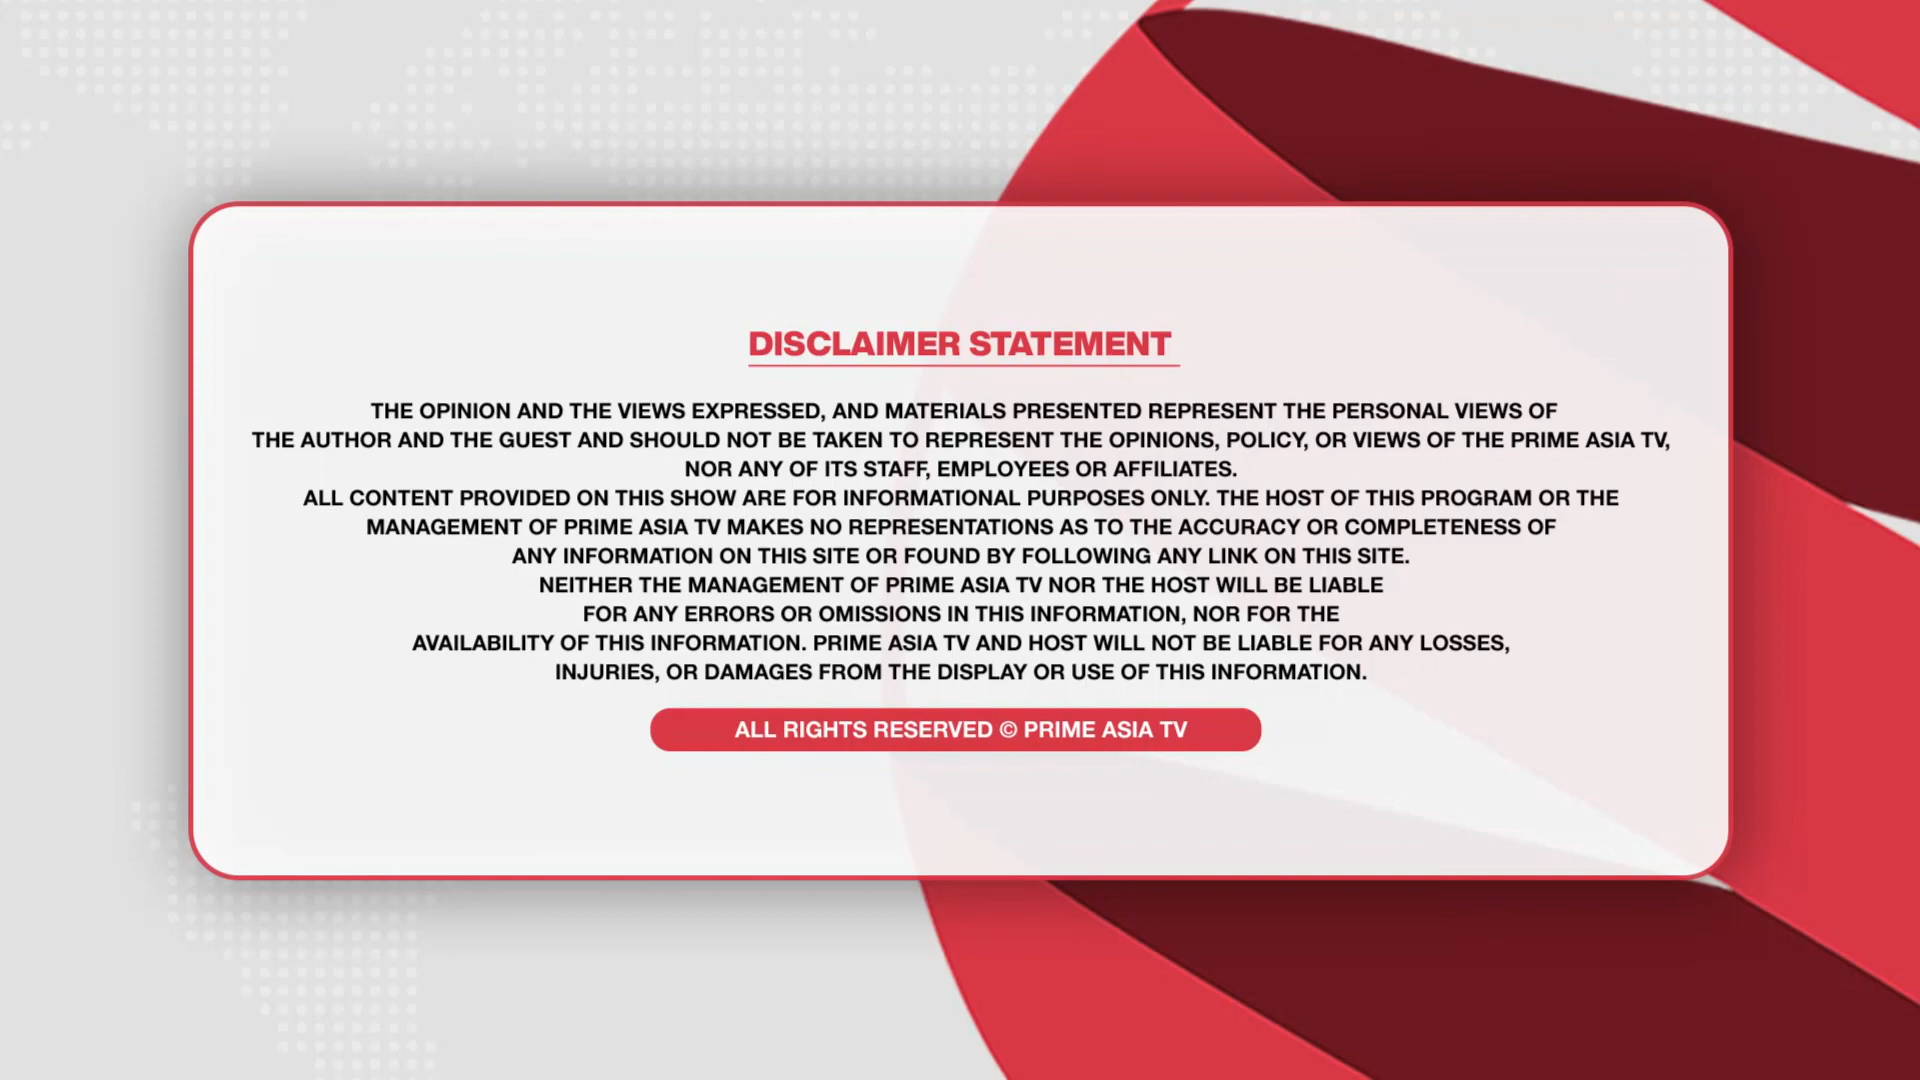 DISCLAIMER STATEMENT
THE OPINION AND THE VIEWS EXPRESSED, AND MATERIALS PRESENTED REPRESENT THE PERSONAL VIEWS OF
THE AUTHOR AND THE GUEST AND SHOULD NOT BE TAKEN TO REPRESENT THE OPINIONS, POLICY, OR VIEWS OF THE PRIME ASIA TV,
NOR ANY OF ITS STAFF, EMPLOYEES OR AFFILIATES.
ALL CONTENT PROVIDED ON THIS SHOW ARE FOR INFORMATIONAL PURPOSES ONLY. THE HOST OF THIS PROGRAM OR THE
MANAGEMENT OF PRIME ASIA TV MAKES NO REPRESENTATIONS AS TO THE ACCURACY OR COMPLETENESS OF
ANY INFORMATION ON THIS SITE OR FOUND BY FOLLOWING ANY LINK ON THIS SITE.
NEITHER THE MANAGEMENT OF PRIME ASIA TV NOR THE HOST WILL BE LIABLE
FOR ANY ERRORS OR OMISSIONS IN THIS INFORMATION, NOR FOR THE
AVAILABILITY OF THIS INFORMATION. PRIME ASIA TV AND HOST WILL NOT BE LIABLE FOR ANY LOSSES,
INJURIES, OR DAMAGES FROM THE DISPLAY OR USE OF THIS INFORMATION.
ALL RIGHTS RESERVED © PRIME ASIA TV